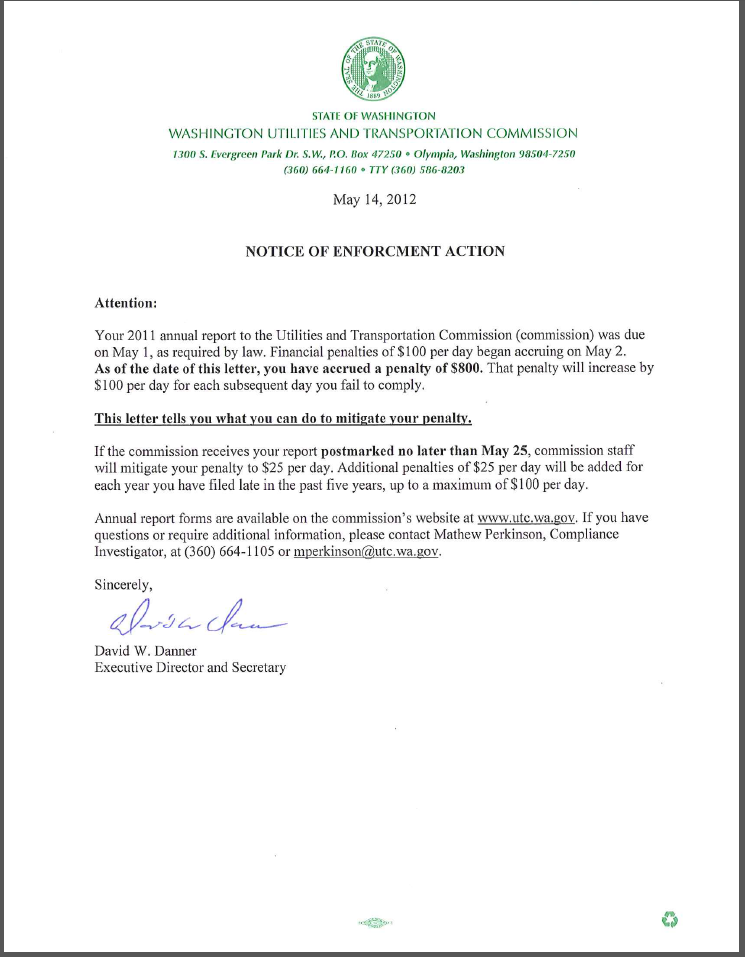 THE SEAL OF THE STATE OF WASHINGTON
1889
STATE OF WASHINGTON
WASHINGTON UTILITIES AND TRANSPORTATION COMMISSION
1300 S. Evergreen Park Dr. S.W., P.O. Box 47250 • Olympia, Washington 98504-7250
(360) 664-1160 • TTY (360) 586-8203
May 14, 2012
NOTICE OF ENFORCMENT ACTION
Attention:
Your 2011 annual report to the Utilities and Transportation Commission (commission) was due
on May 1, as required by law. Financial penalties of $100 per day began accruing on May 2.
As of the date of this letter, you have accrued a penalty of $800. That penalty will increase by
$100 per day for each subsequent day you fail to comply.
This letter tells you what you can do to mitigate your penalty.
If the commission receives your report postmarked no later than May 25, commission staff
will mitigate your penalty to $25 per day. Additional penalties of $25 per day will be added for
each year you have filed late in the past five years, up to a maximum of $100 per day.
Annual report forms are available on the commission's website at www.utc.wa.gov. If you have
questions or require additional information, please contact Mathew Perkinson, Compliance
Investigator, at (360) 664-1105 or mperkinson@utc.wa.gov.
Sincerely,
David W. Danner
Executive Director and Secretary